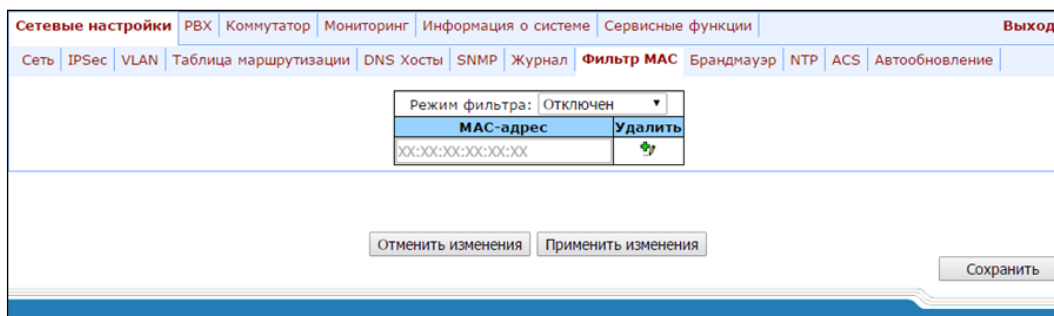 Сетевые настройки PBX Коммутатор Мониторинг Информация о системе Сервисные функции Выход
Сеть IPSec VLAN Таблица маршрутизации DNS Хосты SNMP Журнал Фильтр MAC Брандмауэр NTP ACS Автообновление
Режим фильтра: Отключен
MAC-адрес Удалить
XX:XX:XX:XX:XX:XX
Отменить изменения Применить изменения
Сохранить